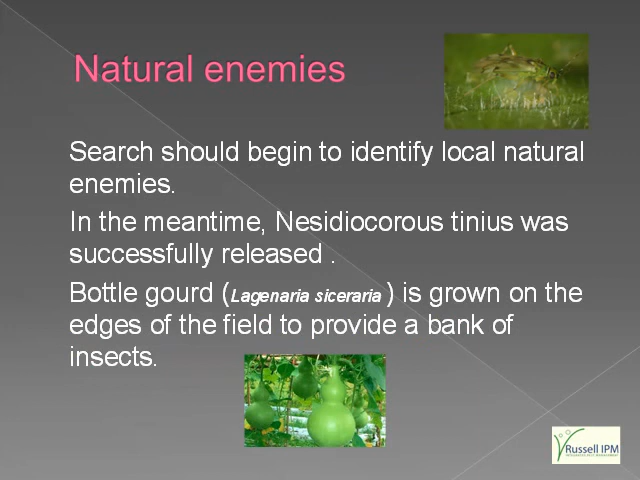 Natural enemies
Search should begin to identify local natural
enemies.
In the meantime, Nesidiocorous tinius was
successfully released .
Bottle gourd (Lagenaria siceraria ) is grown on the
edges of the field to provide a bank of
insects.
Russell IPM